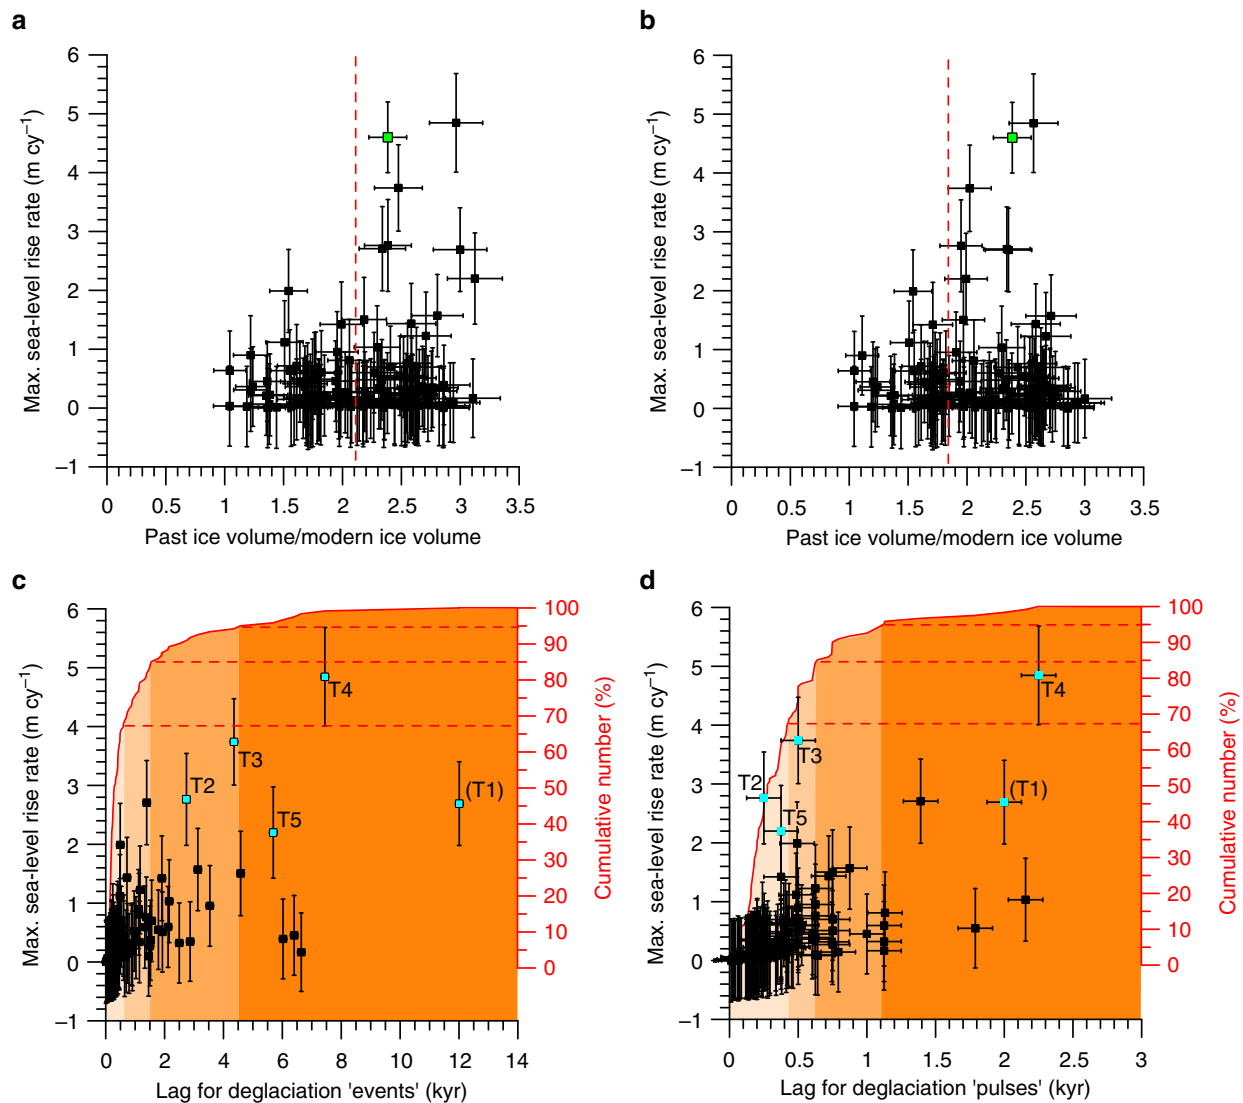 a
6
5
4
3
2
1
0
−1
Max. sea-level rise rate (m cy⁻¹)
0 0.5 1 1.5 2 2.5 3 3.5
Past ice volume/modern ice volume
b
6
5
4
3
2
1
0
−1
Max. sea-level rise rate (m cy⁻¹)
0 0.5 1 1.5 2 2.5 3 3.5
Past ice volume/modern ice volume
c
6
5
4
3
2
1
0
−1
Max. sea-level rise rate (m cy⁻¹)
T4
T3
T2
(T1)
T5
100
90
80
70
60
50
40
30
20
10
0
Cumulative number (%)
0 2 4 6 8 10 12 14
Lag for deglaciation 'events' (kyr)
d
6
5
4
3
2
1
0
−1
Max. sea-level rise rate (m cy⁻¹)
T4
T3
T2
(T1)
T5
100
90
80
70
60
50
40
30
20
10
0
Cumulative number (%)
0 0.5 1 1.5 2 2.5 3
Lag for deglaciation 'pulses' (kyr)